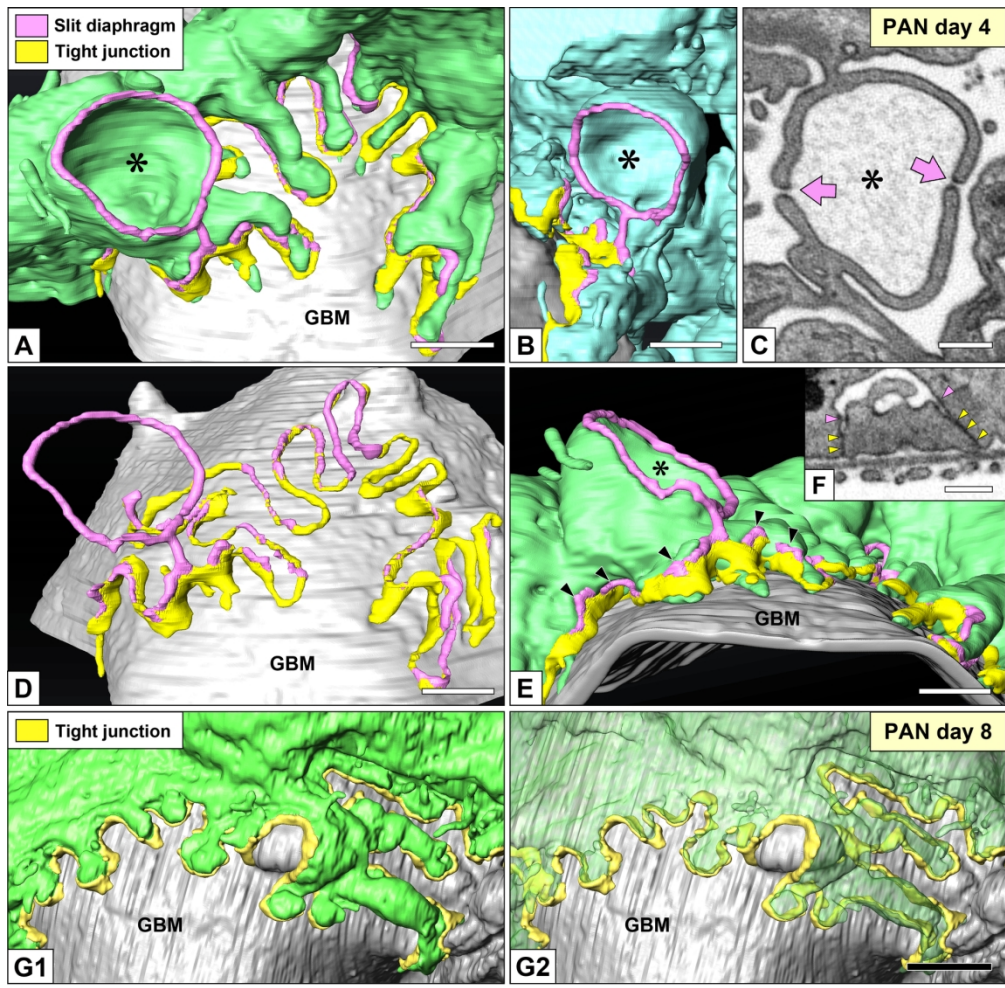 Slit diaphragm
Tight junction
*
GBM
A
*
B
PAN day 4
*
C
GBM
D
*
GBM
E
F
Tight junction
GBM
G1
PAN day 8
GBM
G2